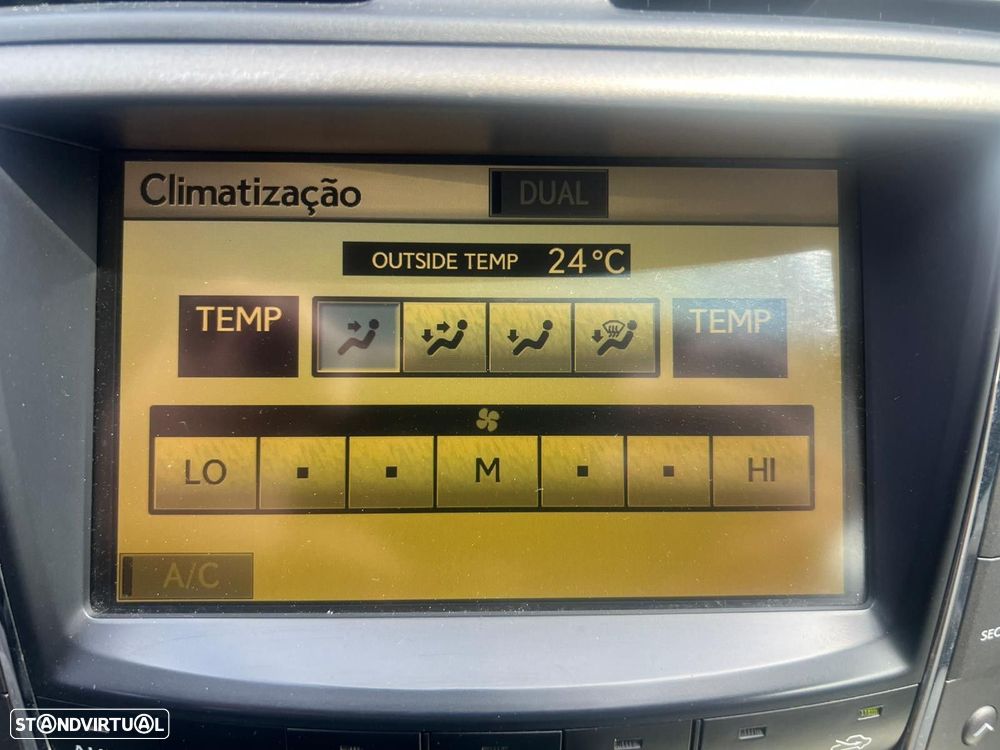 Climatização DUAL
OUTSIDE TEMP 24°C
TEMP TEMP
LO M HI
A/C
STANDVIRTUAL